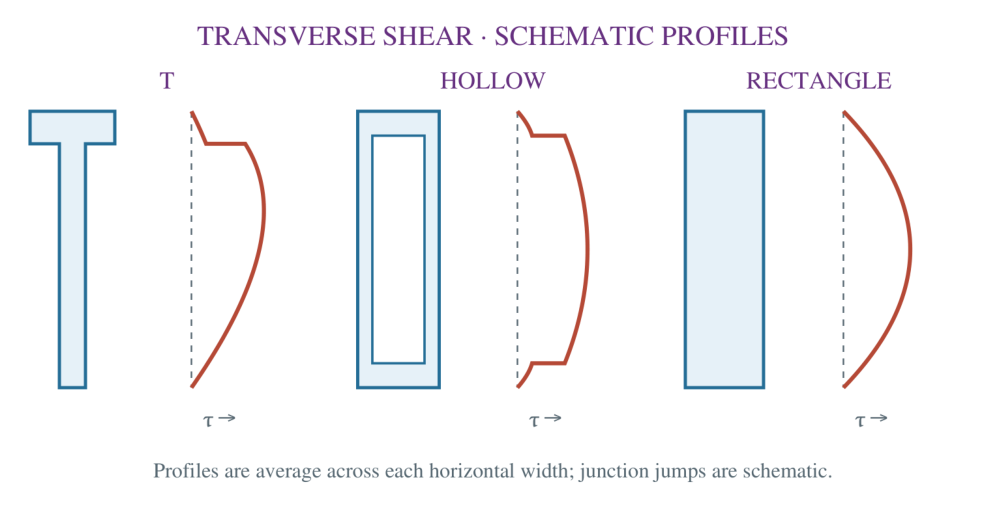 TRANSVERSE SHEAR · SCHEMATIC PROFILES
T
HOLLOW
RECTANGLE
τ→
τ→
τ→
Profiles are average across each horizontal width; junction jumps are schematic.